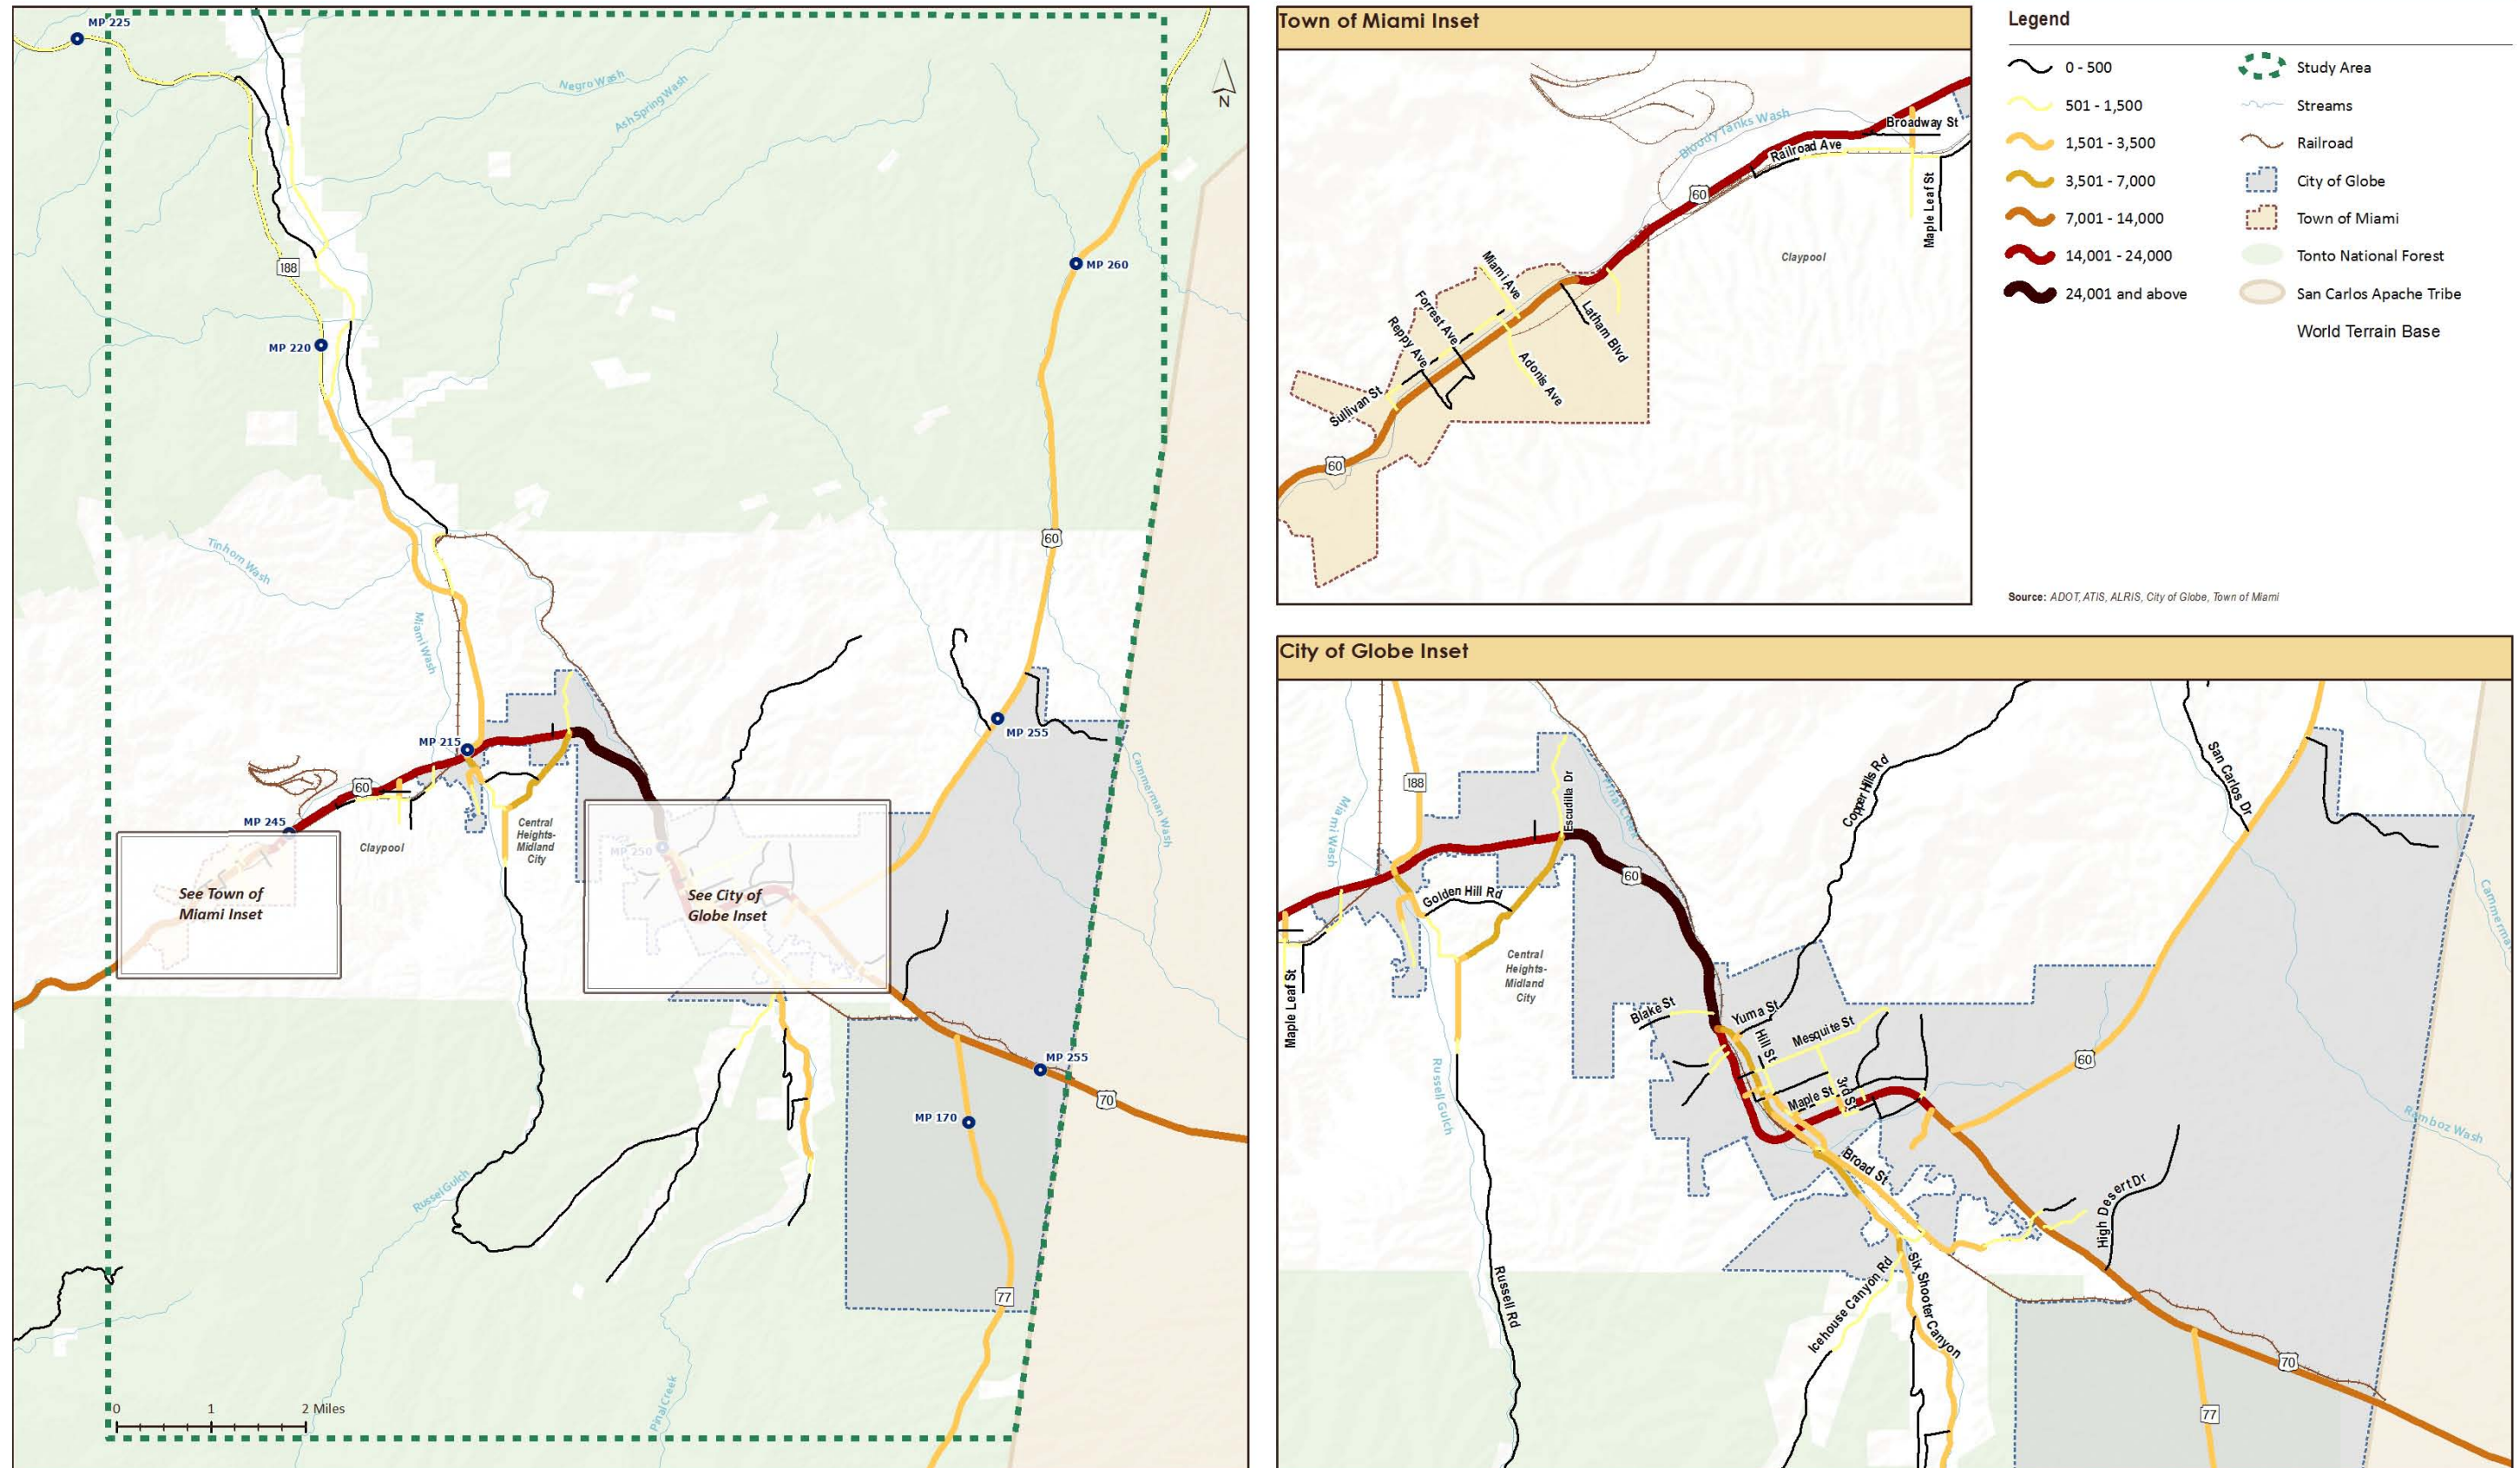 MP 225
Negro Wash
Ash Spring Wash
N
188
MP 260
MP 220
60
Tinhorn Wash
Miami Wash
MP 215
MP 255
Cammerman Wash
60
MP 245
Claypool
Central
Heights-
Midland
City
MP 250
See Town of
Miami Inset
See City of
Globe Inset
MP 255
70
MP 170
Russel Gulch
77
Pinal Creek
0 1 2 Miles
Town of Miami Inset
Bloody Tanks Wash
Broadway St
Railroad Ave
60
Maple Leaf St
Claypool
Miami Ave
Forrest Ave
Reppy Ave
Latham Blvd
Adonis Ave
Sullivan St
60
Legend
0 - 500
501 - 1,500
1,501 - 3,500
3,501 - 7,000
7,001 - 14,000
14,001 - 24,000
24,001 and above
Study Area
Streams
Railroad
City of Globe
Town of Miami
Tonto National Forest
San Carlos Apache Tribe
World Terrain Base
Source: ADOT, ATIS, ALRIS, City of Globe, Town of Miami
City of Globe Inset
188
Miami Wash
Escudilla Dr
Copper Hills Rd
San Carlos Dr
60
Golden Hill Rd
Central
Heights-
Midland
City
Maple Leaf St
Blake St
Yuma St
Hill St
Mesquite St
Maple St
3rd St
60
Russell Gulch
Broad St
High Desert Dr
Ramboz Wash
Russell Rd
Icehouse Canyon Rd
Six Shooter Canyon
70
77